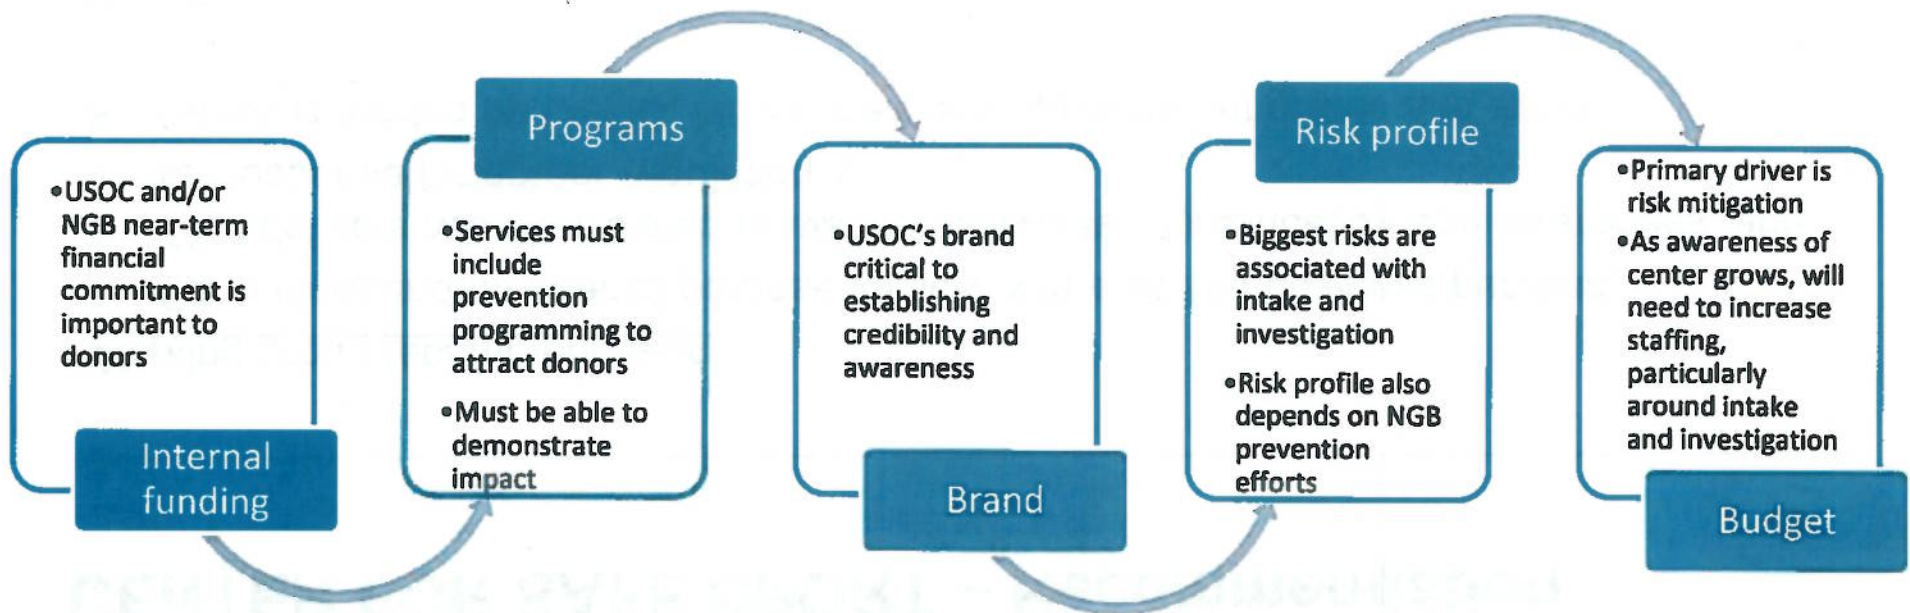 •USOC and/or
NGB near-term
financial
commitment is
important to
donors
Internal
funding
Programs
•Services must
include
prevention
programming to
attract donors
•Must be able to
demonstrate
impact
•USOC's brand
critical to
establishing
credibility and
awareness
Brand
Risk profile
•Biggest risks are
associated with
intake and
investigation
•Risk profile also
depends on NGB
prevention
efforts
•Primary driver is
risk mitigation
•As awareness of
center grows, will
need to increase
staffing,
particularly
around intake
and investigation
Budget